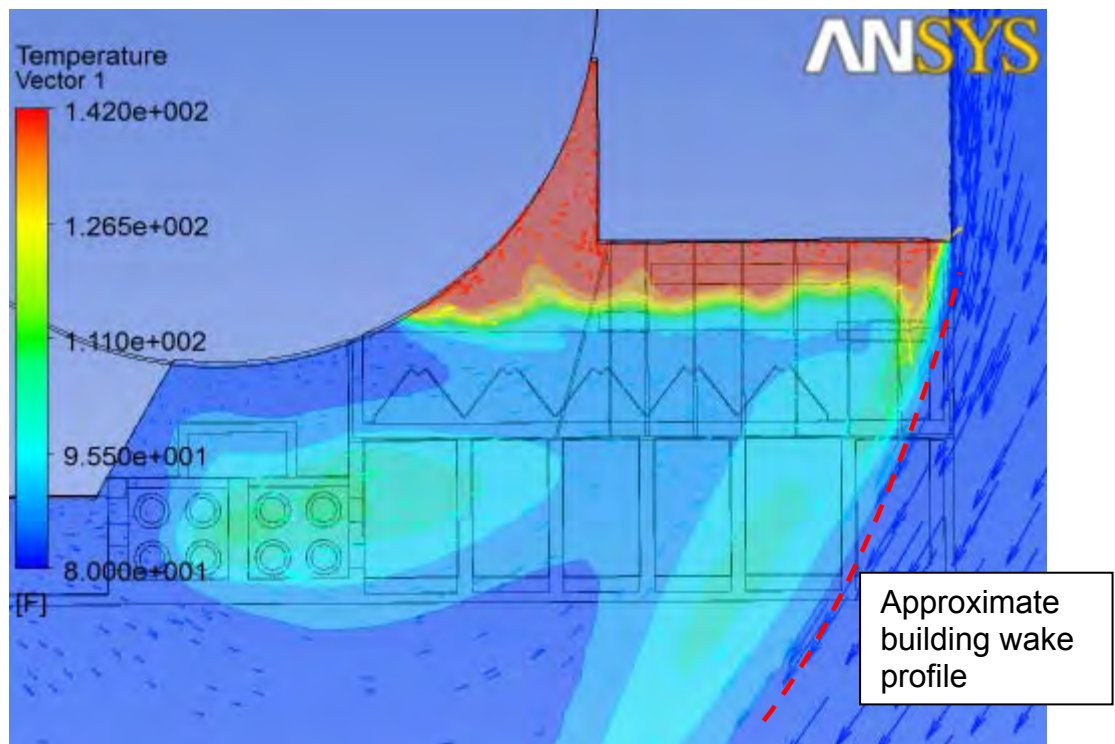 ANSYS
Temperature
Vector 1
1.420e+002
1.265e+002
1.110e+002
9.550e+001
8.000e+001
[F]
Approximate
building wake
profile